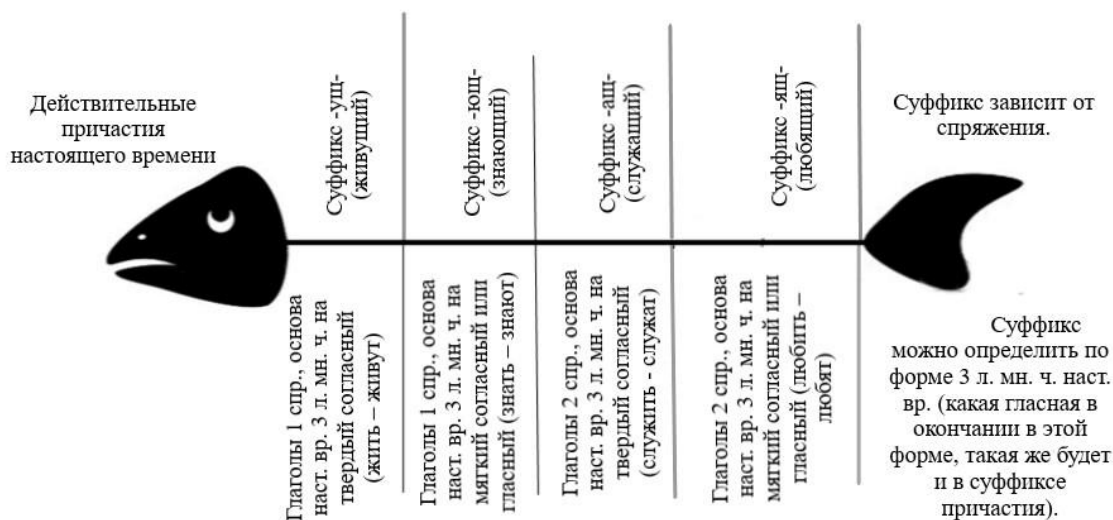 Действительные
причастия
настоящего времени
Суффикс -ущ-
(живущий)
Суффикс -ющ-
(знающий)
Суффикс -ащ-
(служащий)
Суффикс -ящ-
(любящий)
Суффикс зависит от
спряжения.
Глаголы 1 спр., основа
наст. вр. 3 л. мн. ч. на
твердый согласный
(жить – живут)
Глаголы 1 спр., основа
наст. вр. 3 л. мн. ч. на
мягкий согласный или
гласный (знать – знают)
Глаголы 2 спр., основа
наст. вр. 3 л. мн. ч. на
твердый согласный
(служить - служат)
Глаголы 2 спр., основа
наст. вр. 3 л. мн. ч. на
мягкий согласный или
гласный (любить –
любят)
Суффикс
можно определить по
форме 3 л. мн. ч. наст.
вр. (какая гласная в
окончании в этой
форме, такая же будет
и в суффиксе
причастия).